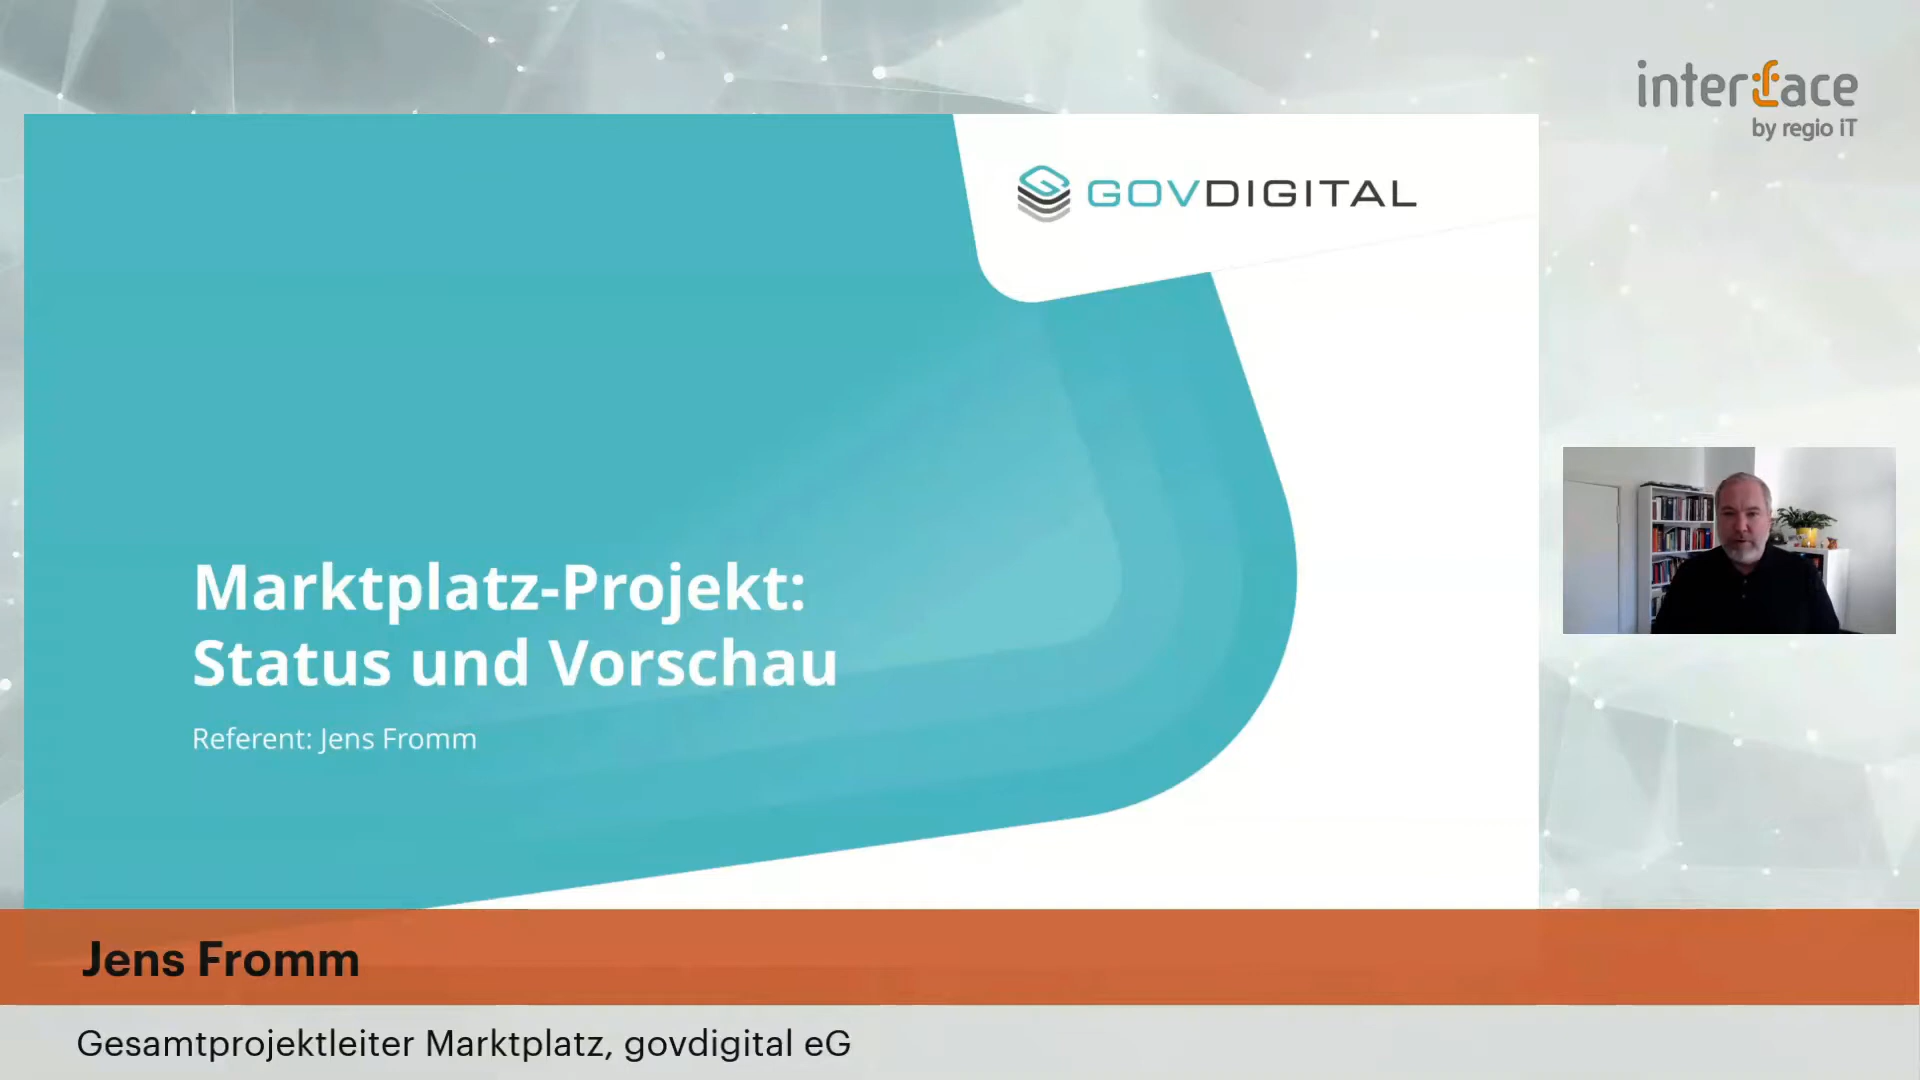 interface
by regio iT
GOVDIGITAL
Marktplatz-Projekt:
Status und Vorschau
Referent: Jens Fromm
Jens Fromm
Gesamtprojektleiter Marktplatz, govdigital eG